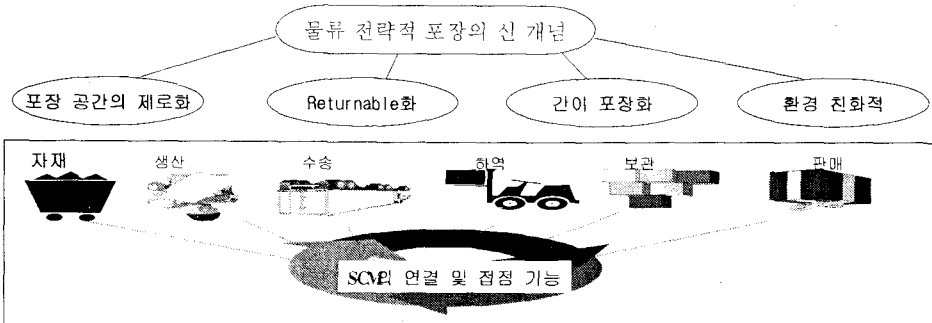 물류 전략적 포장의 신 개념
포장 공간의 제로화
Returnable화
간이 포장화
환경 친화적
자재
생산
수송
하역
보관
판매
SCM의 연결 및 접점 기능